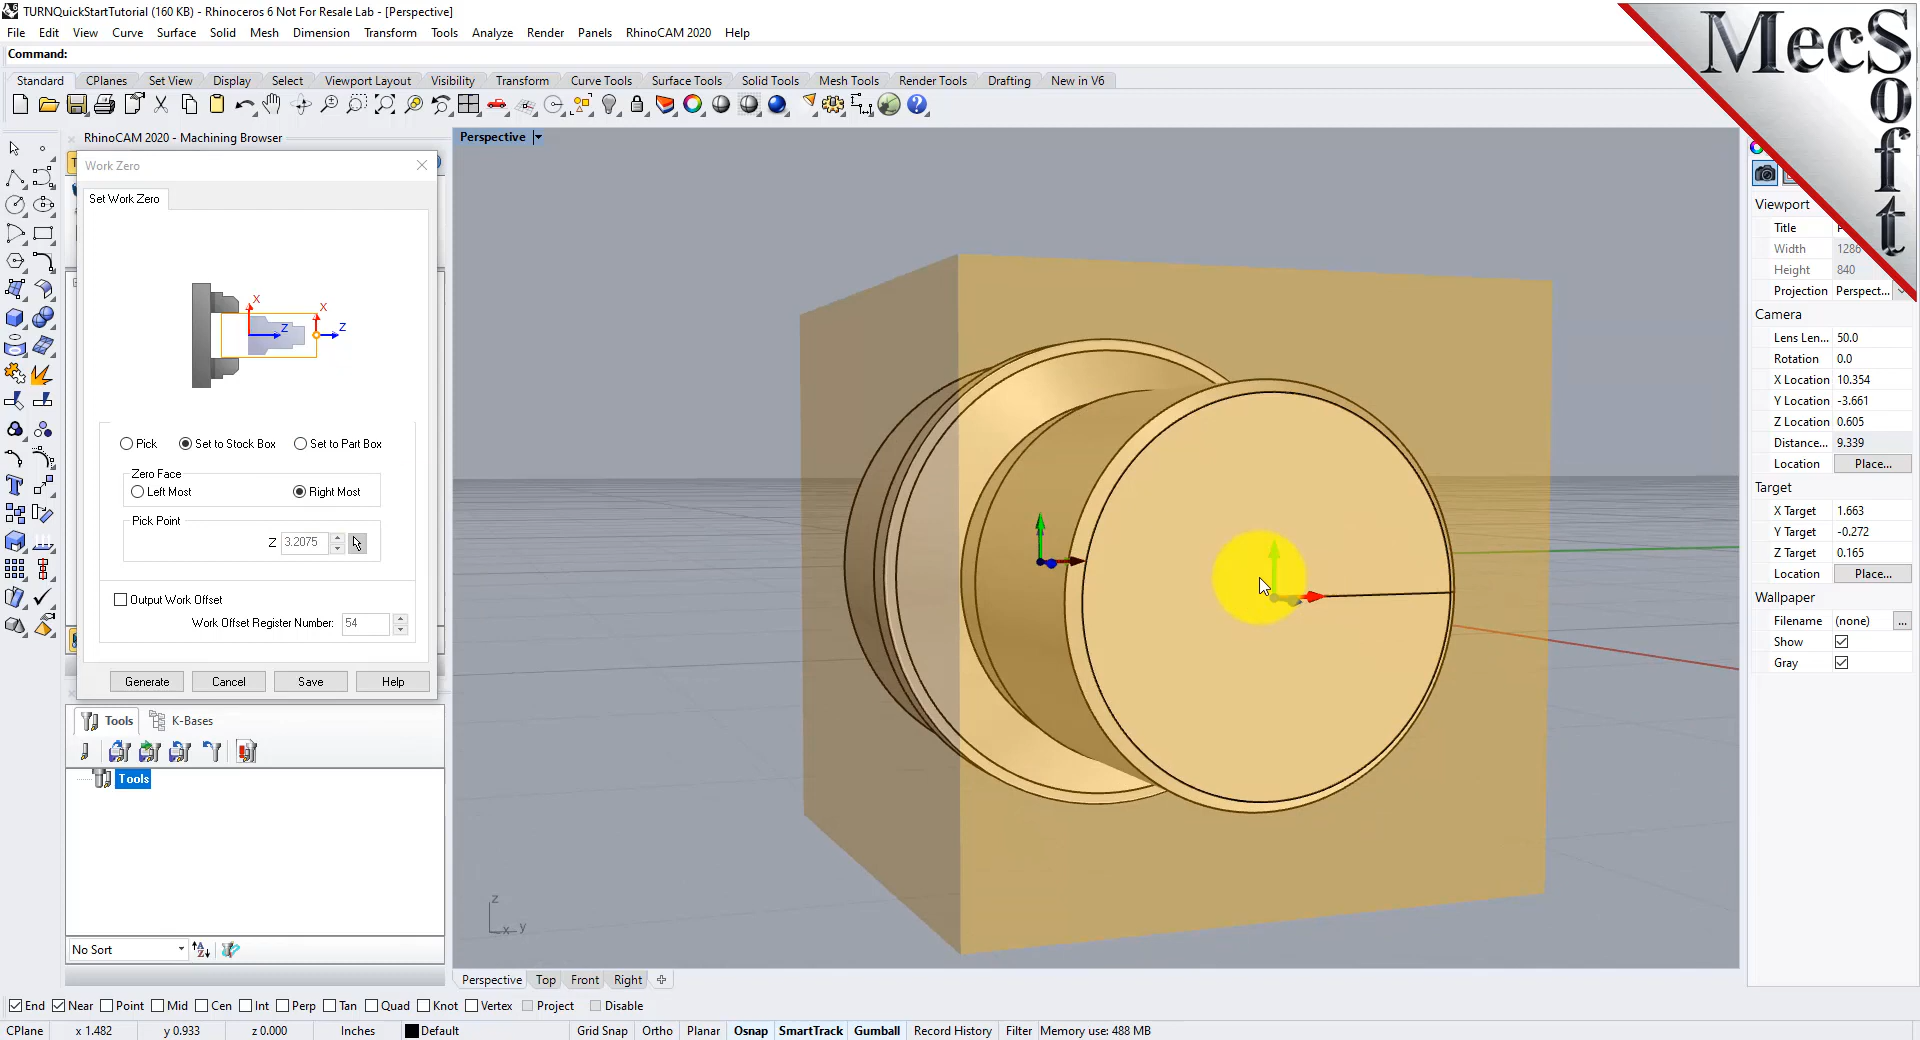 TURNQuickStartTutorial (160 KB) - Rhinoceros 6 Not For Resale Lab - [Perspective]
File Edit View Curve Surface Solid Mesh Dimension Transform Tools Analyze Render Panels RhinoCAM 2020 Help
Command:
Standard CPlanes Set View Display Select Viewport Layout Visibility Transform Curve Tools Surface Tools Solid Tools Mesh Tools Render Tools Drafting New in V6
MecSoft
RhinoCAM 2020 - Machining Browser
Perspective
Work Zero
Set Work Zero
X
X
Z
Z
Pick Set to Stock Box Set to Part Box
Zero Face
Left Most Right Most
Pick Point
Z 3.2075
Output Work Offset
Work Offset Register Number: 54
Generate Cancel Save Help
Tools K-Bases
Tools
No Sort
z
x y
Viewport
Title
Width 1286
Height 840
Projection Perspect...
Camera
Lens Len... 50.0
Rotation 0.0
X Location 10.354
Y Location -3.661
Z Location 0.605
Distance... 9.339
Location Place...
Target
X Target 1.663
Y Target -0.272
Z Target 0.165
Location Place...
Wallpaper
Filename (none) ...
Show
Gray
Perspective Top Front Right
End Near Point Mid Cen Int Perp Tan Quad Knot Vertex Project Disable
CPlane x 1.482 y 0.933 z 0.000 Inches Default Grid Snap Ortho Planar Osnap SmartTrack Gumball Record History Filter Memory use: 488 MB